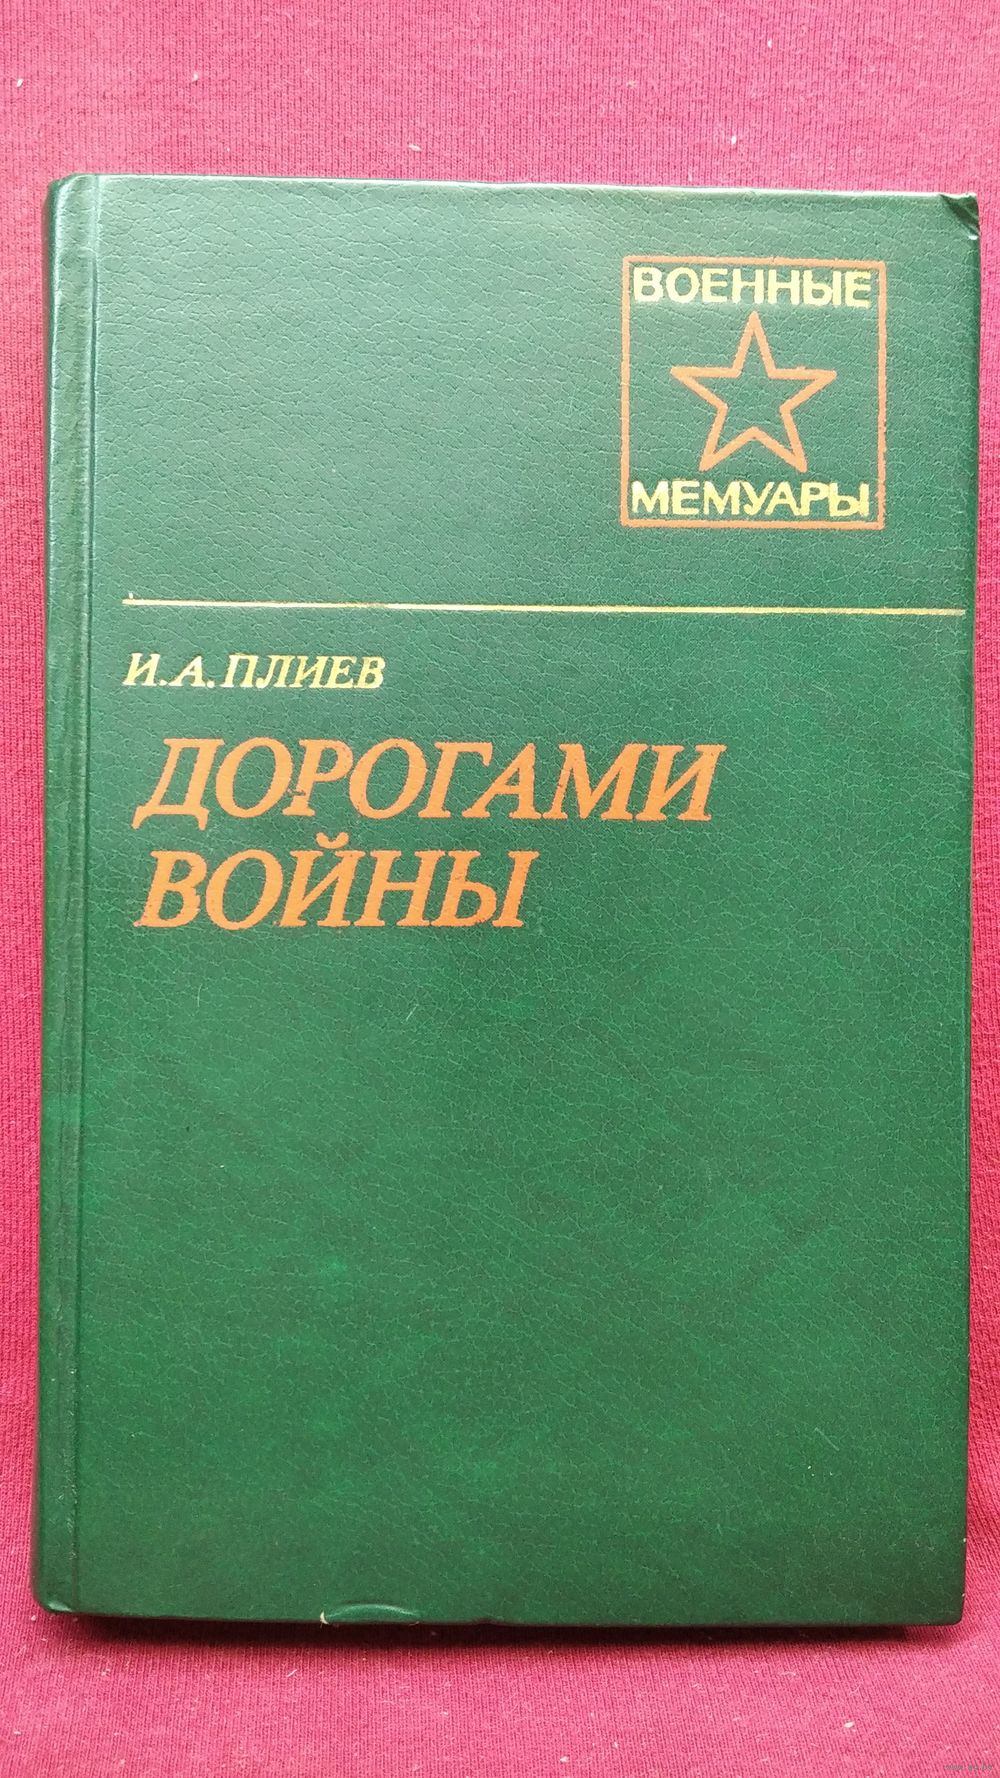 ВОЕННЫЕ
МЕМУАРЫ
И.А.ПЛИЕВ
ДОРОГАМИ
ВОЙНЫ